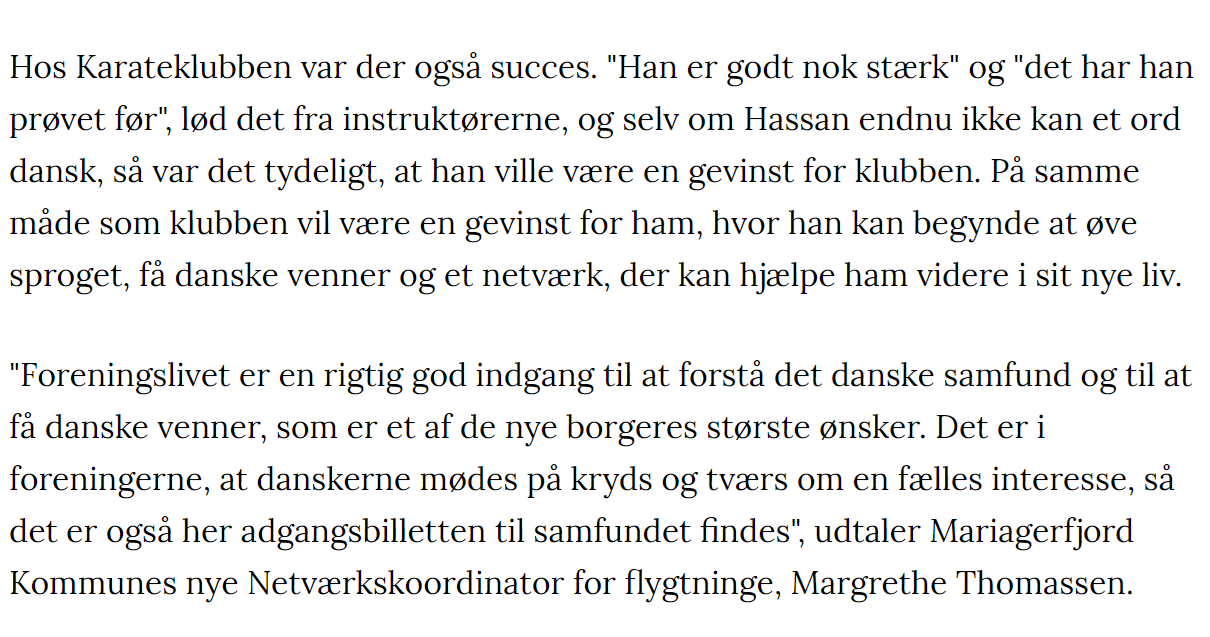 Hos Karateklubben var der også succes. "Han er godt nok stærk" og "det har han
prøvet før", lød det fra instruktørerne, og selv om Hassan endnu ikke kan et ord
dansk, så var det tydeligt, at han ville være en gevinst for klubben. På samme
måde som klubben vil være en gevinst for ham, hvor han kan begynde at øve
sproget, få danske venner og et netværk, der kan hjælpe ham videre i sit nye liv.
"Foreningslivet er en rigtig god indgang til at forstå det danske samfund og til at
få danske venner, som er et af de nye borgeres største ønsker. Det er i
foreningerne, at danskerne mødes på kryds og tværs om en fælles interesse, så
det er også her adgangsbilletten til samfundet findes", udtaler Mariagerfjord
Kommunes nye Netværkskoordinator for flygtninge, Margrethe Thomassen.